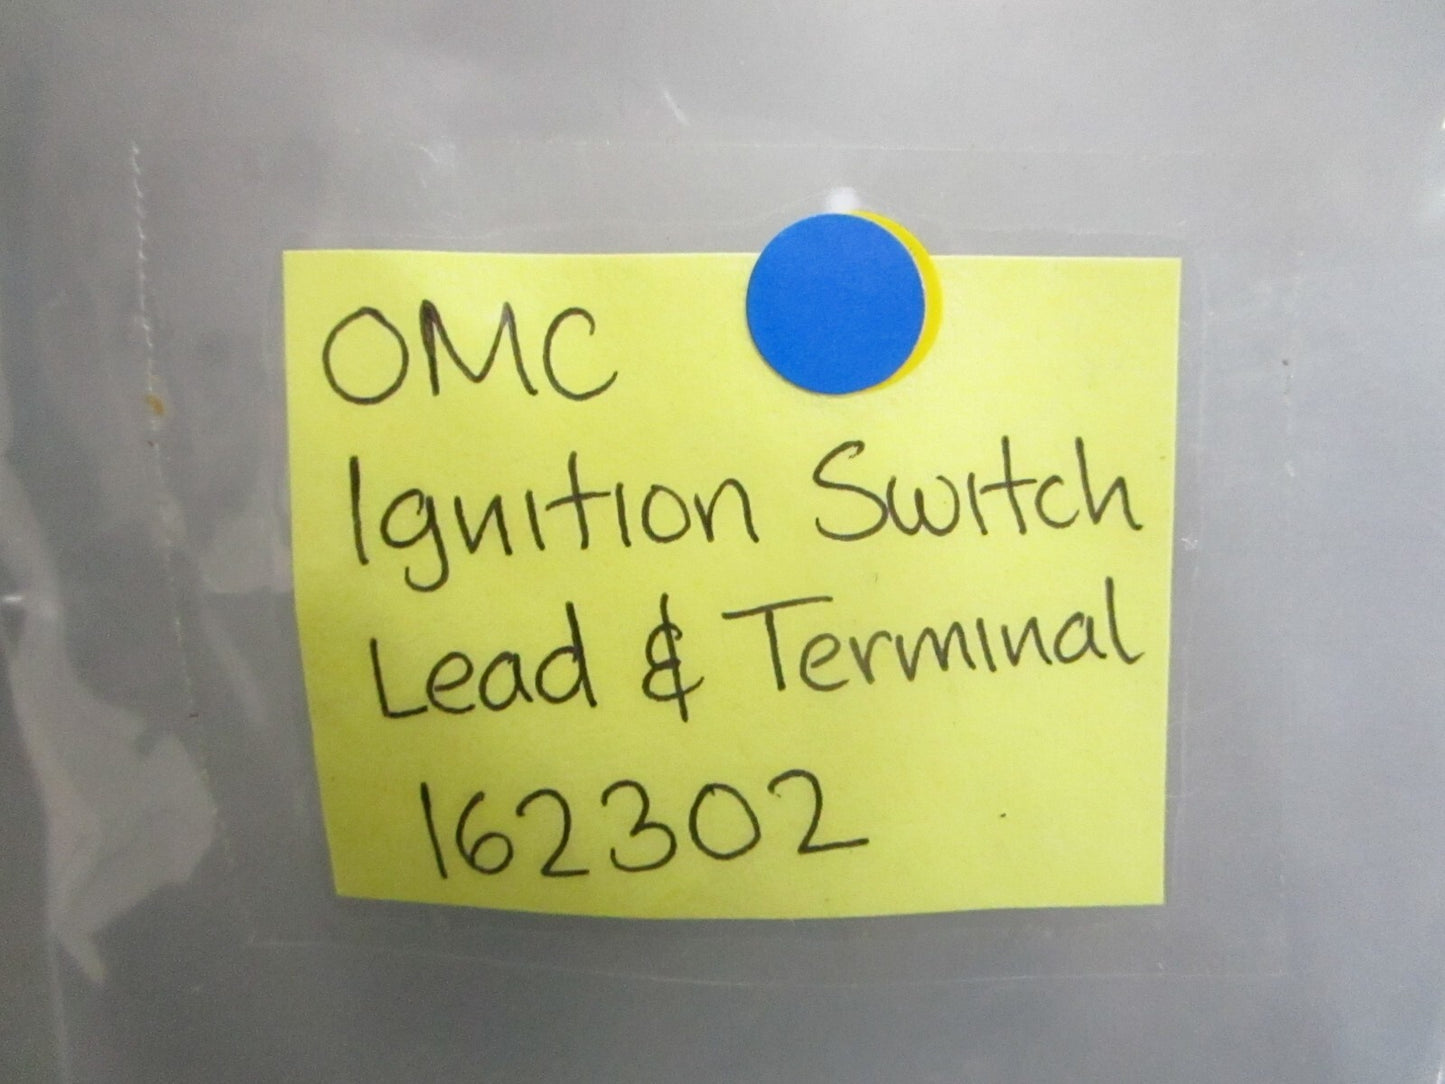 OMC
Ignition Switch
Lead & Terminal
162302